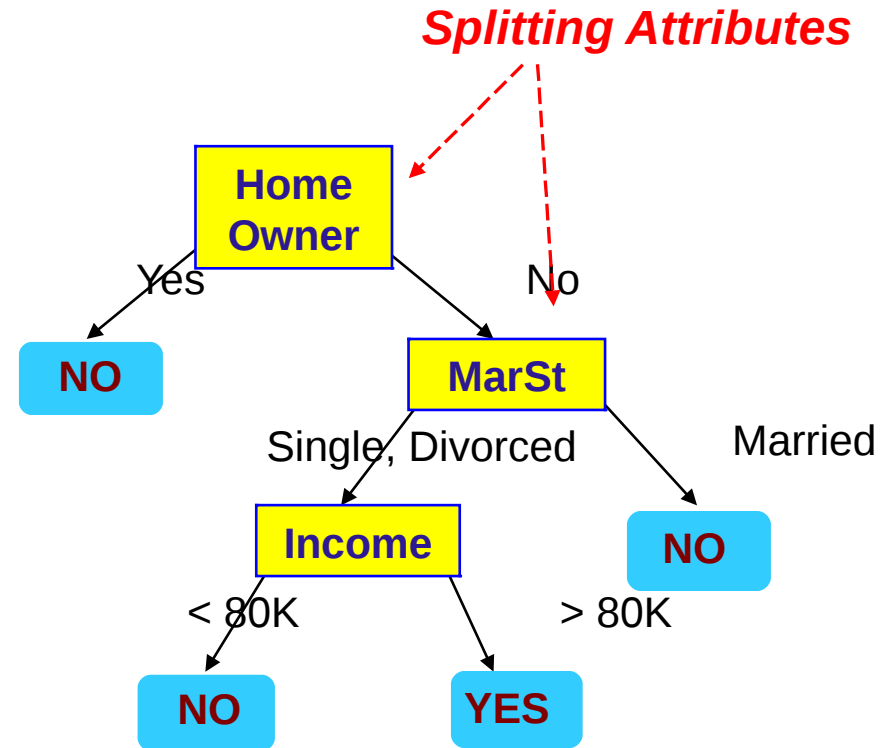 Splitting Attributes
Home
Owner
Yes
No
NO
MarSt
Single, Divorced
Married
Income
NO
< 80K
> 80K
NO
YES